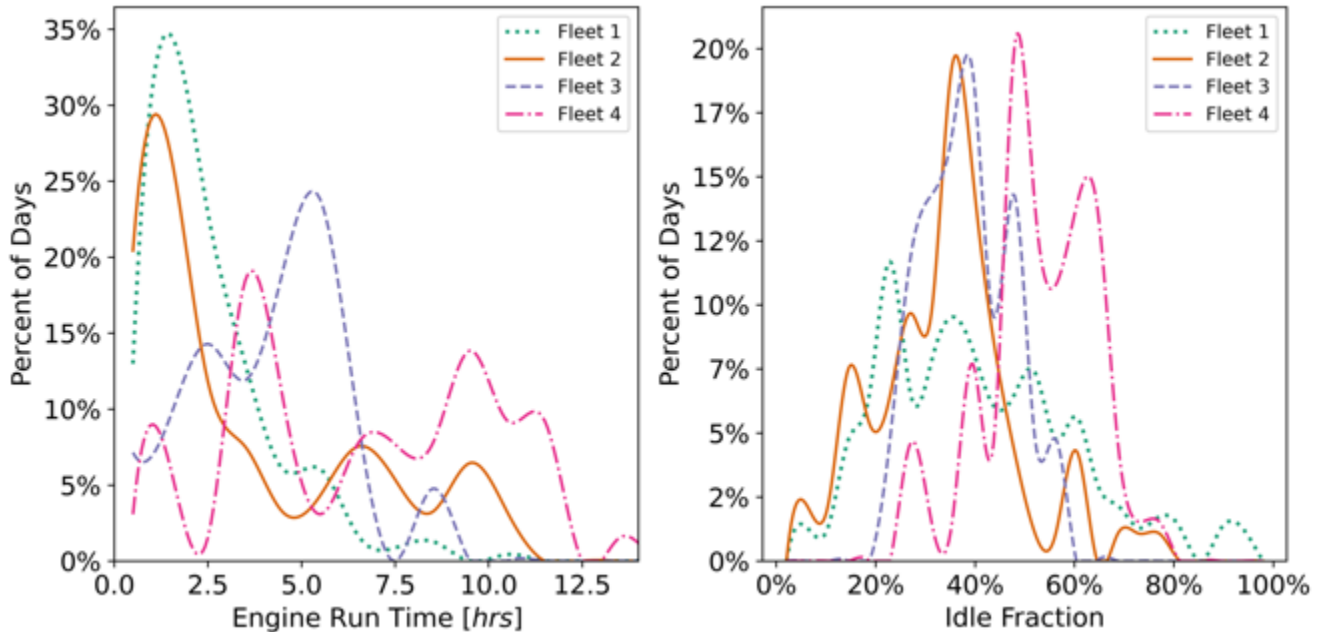 35%
30%
25%
20%
15%
10%
5%
0%
Percent of Days
0.0
2.5
5.0
7.5
10.0
12.5
Engine Run Time [hrs]
Fleet 1
Fleet 2
Fleet 3
Fleet 4
20%
17%
15%
12%
10%
7%
5%
2%
0%
Percent of Days
0%
20%
40%
60%
80%
100%
Idle Fraction
Fleet 1
Fleet 2
Fleet 3
Fleet 4